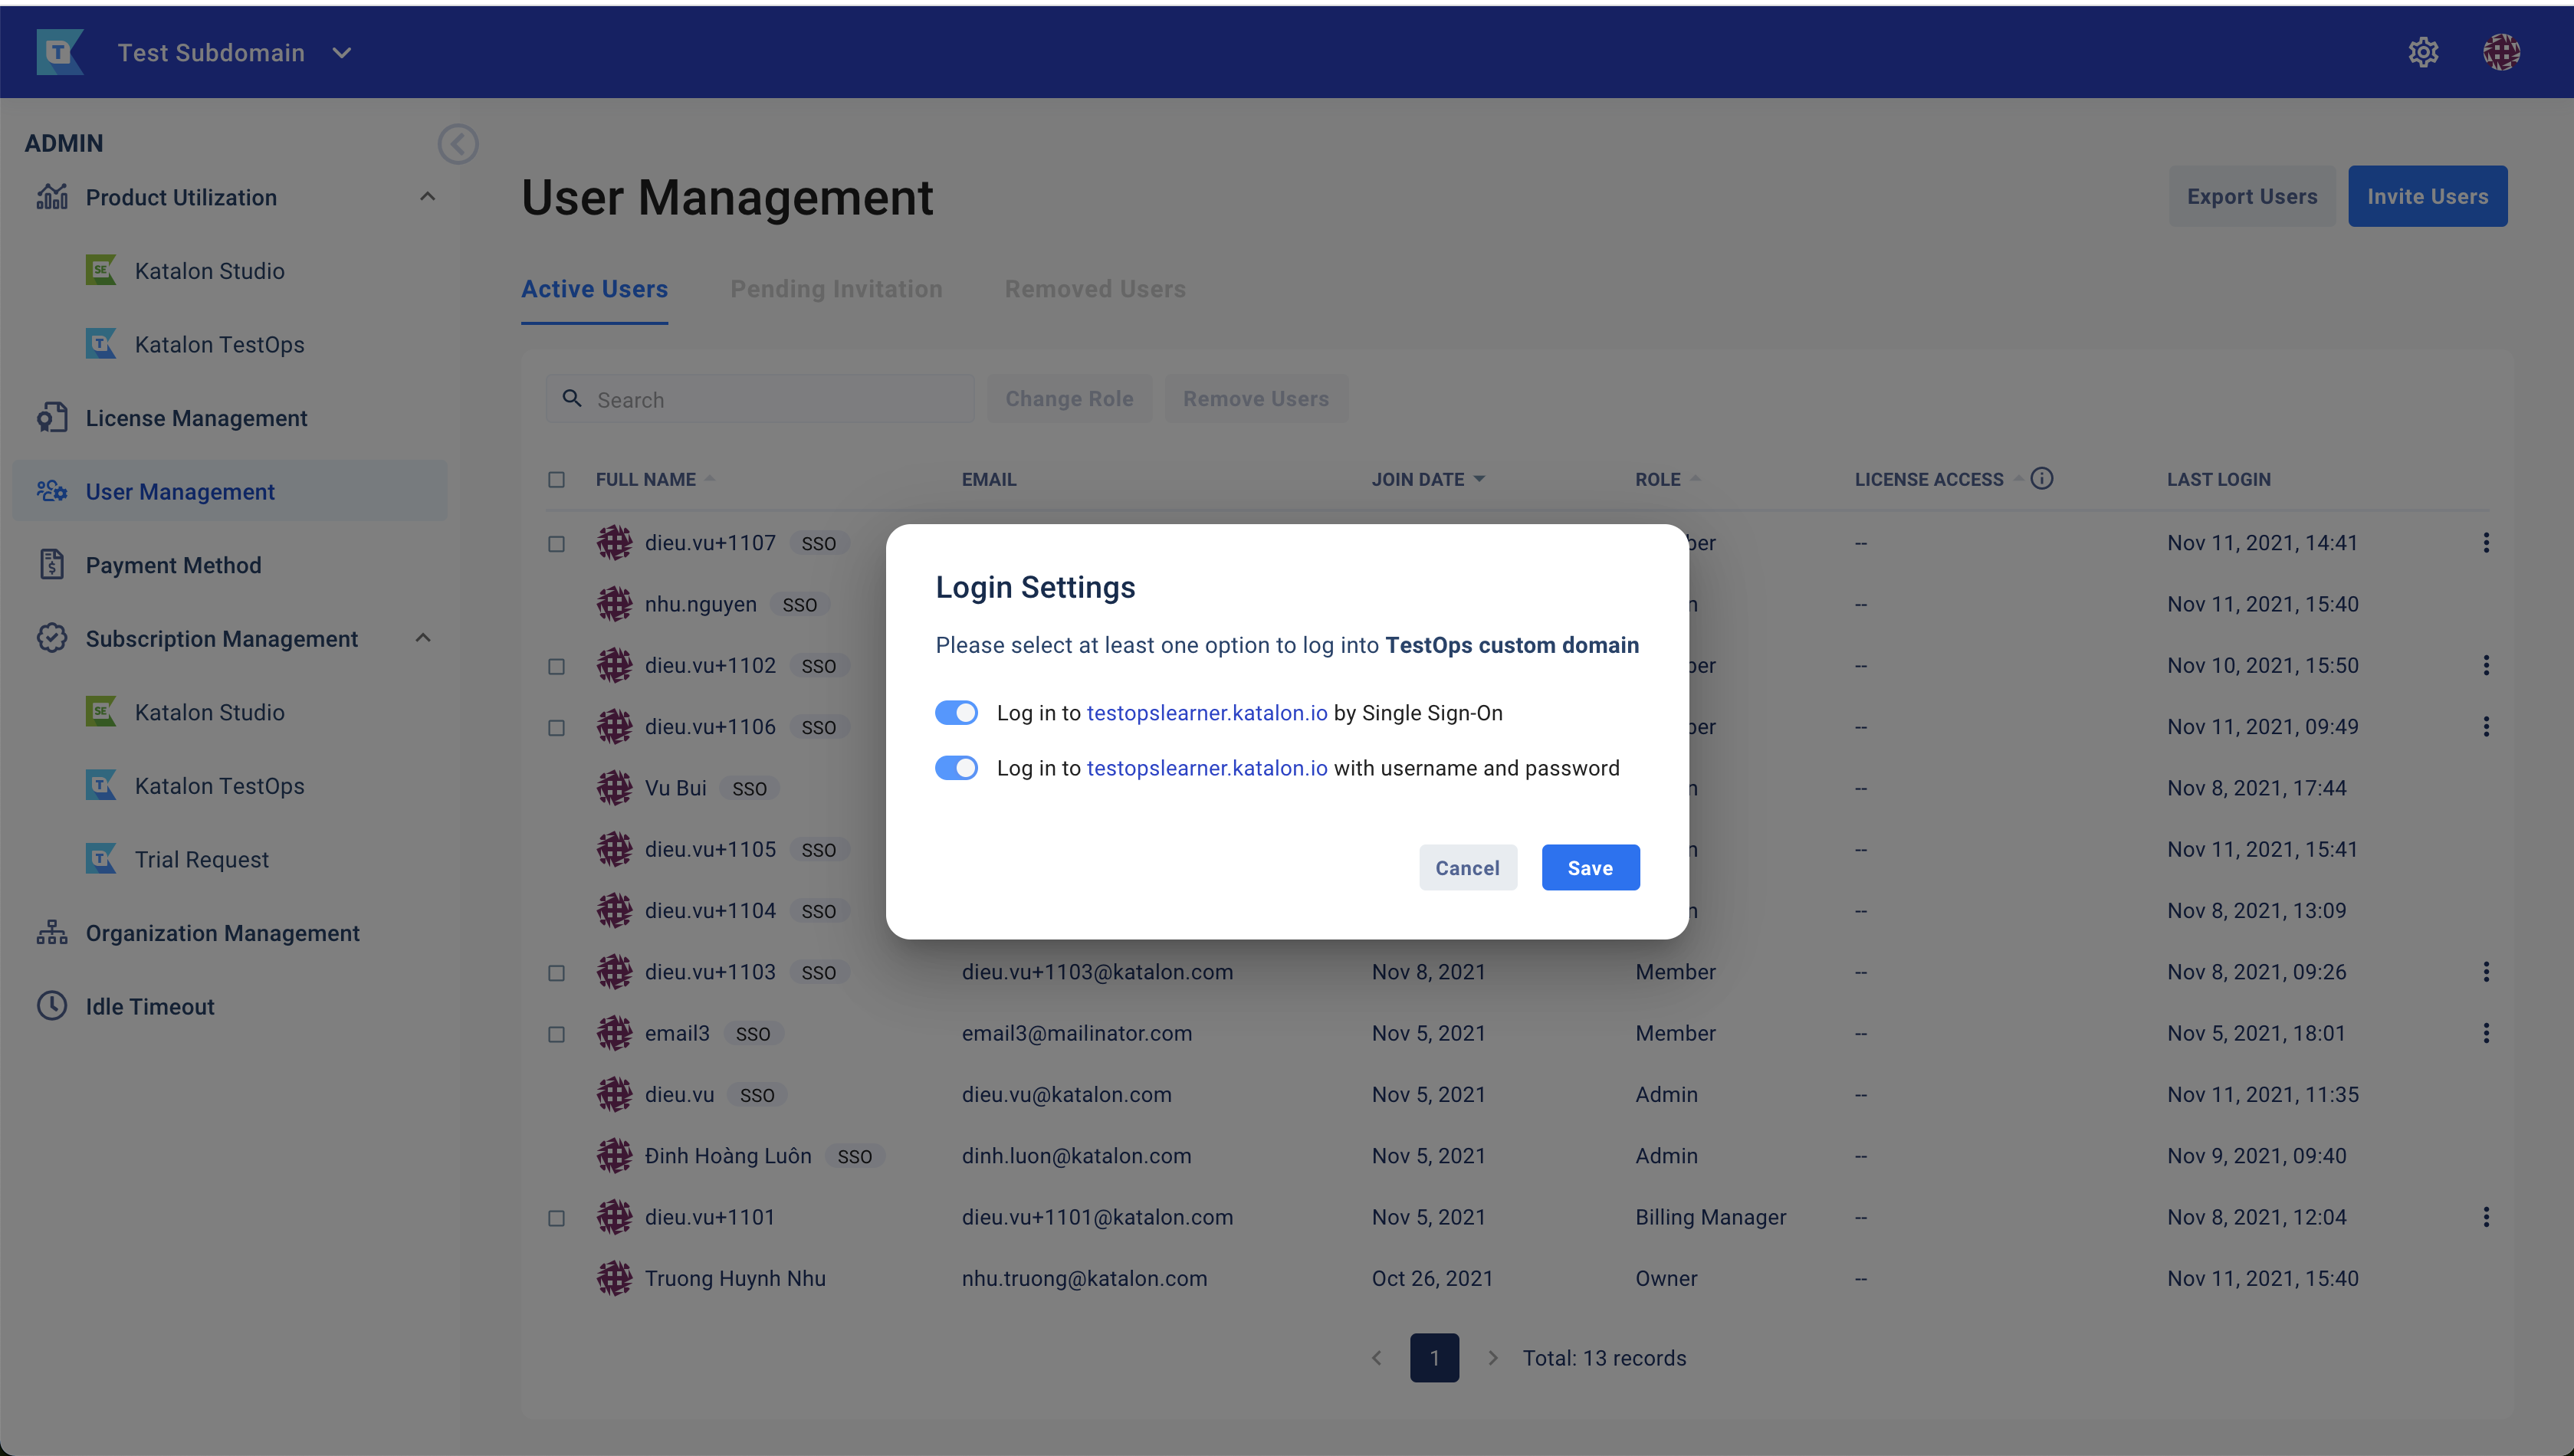 Test Subdomain
ADMIN
Product Utilization
Katalon Studio
Katalon TestOps
License Management
User Management
Payment Method
Subscription Management
Katalon Studio
Katalon TestOps
Trial Request
Organization Management
Idle Timeout
User Management
Export Users Invite Users
Active Users Pending Invitation Removed Users
Search Change Role Remove Users
FULL NAME EMAIL JOIN DATE ROLE LICENSE ACCESS LAST LOGIN
dieu.vu+1107 SSO -- Nov 11, 2021, 14:41
nhu.nguyen SSO -- Nov 11, 2021, 15:40
dieu.vu+1102 SSO -- Nov 10, 2021, 15:50
dieu.vu+1106 SSO -- Nov 11, 2021, 09:49
Vu Bui SSO -- Nov 8, 2021, 17:44
dieu.vu+1105 SSO -- Nov 11, 2021, 15:41
dieu.vu+1104 SSO -- Nov 8, 2021, 13:09
dieu.vu+1103 SSO dieu.vu+1103@katalon.com Nov 8, 2021 Member -- Nov 8, 2021, 09:26
email3 SSO email3@mailinator.com Nov 5, 2021 Member -- Nov 5, 2021, 18:01
dieu.vu SSO dieu.vu@katalon.com Nov 5, 2021 Admin -- Nov 11, 2021, 11:35
Đinh Hoàng Luôn SSO dinh.luon@katalon.com Nov 5, 2021 Admin -- Nov 9, 2021, 09:40
dieu.vu+1101 dieu.vu+1101@katalon.com Nov 5, 2021 Billing Manager -- Nov 8, 2021, 12:04
Truong Huynh Nhu nhu.truong@katalon.com Oct 26, 2021 Owner -- Nov 11, 2021, 15:40
1 Total: 13 records
Login Settings
Please select at least one option to log into TestOps custom domain
Log in to testopslearner.katalon.io by Single Sign-On
Log in to testopslearner.katalon.io with username and password
Cancel Save